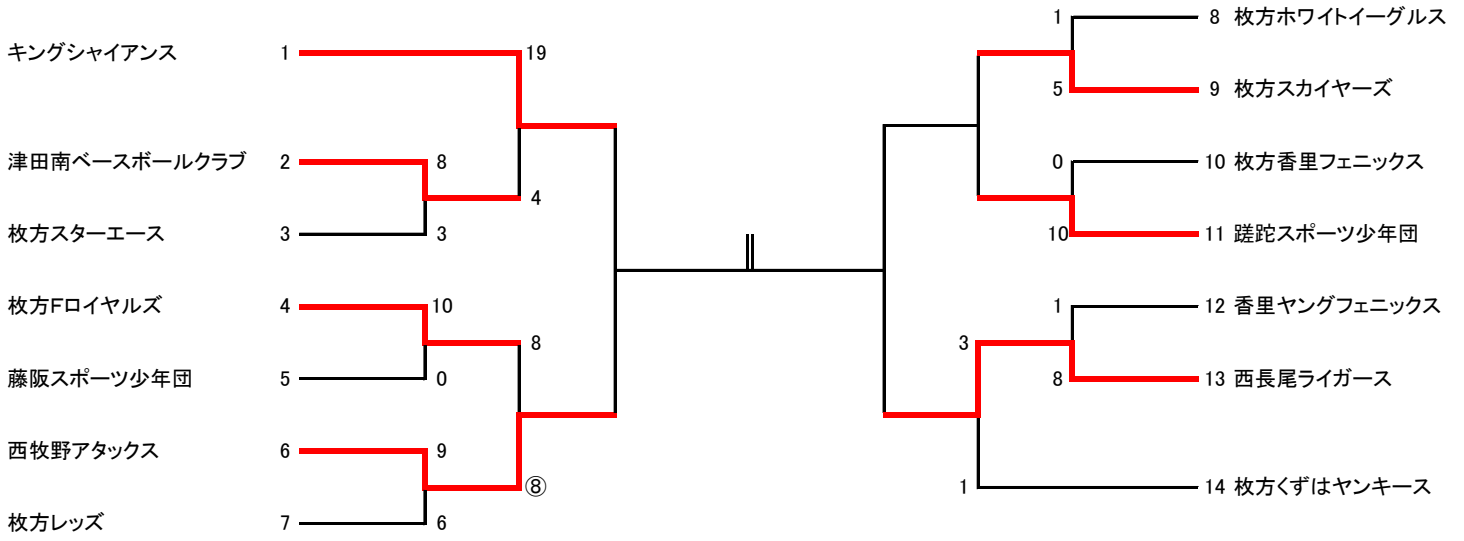 キングシャイアンス 1 19
津田南ベースボールクラブ 2 8
4
枚方スターエース 3 3
枚方Fロイヤルズ 4 10
8
藤阪スポーツ少年団 5 0
西牧野アタックス 6 9
⑧
枚方レッズ 7 6
1 8 枚方ホワイトイーグルス
5 9 枚方スカイヤーズ
0 10 枚方香里フェニックス
10 11 蹉跎スポーツ少年団
1 12 香里ヤングフェニックス
3
8 13 西長尾ライガース
1 14 枚方くずはヤンキース